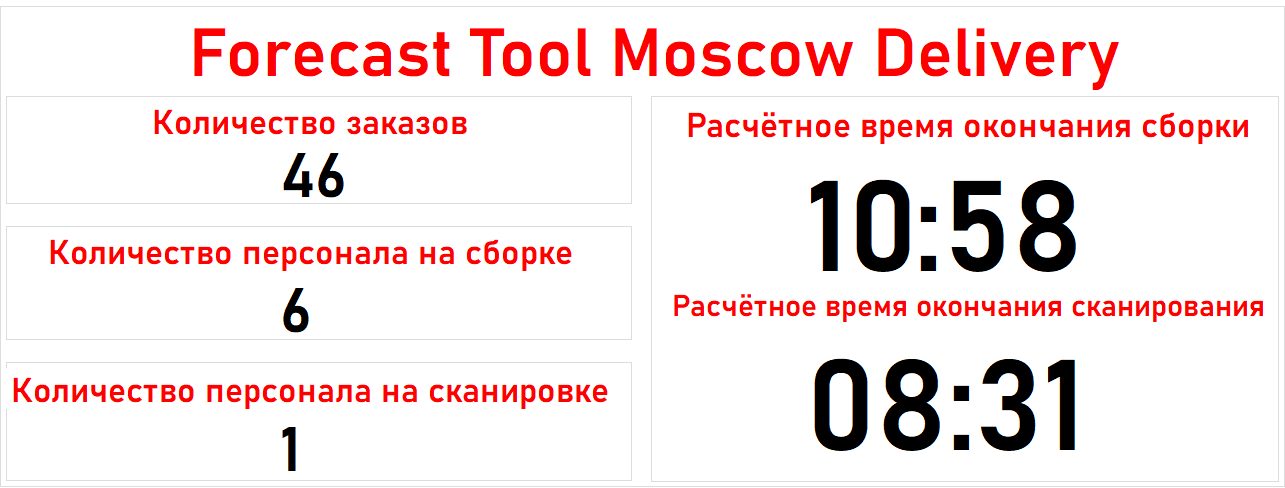 Forecast Tool Moscow Delivery
Количество заказов
46
Количество персонала на сборке
6
Количество персонала на сканировке
1
Расчётное время окончания сборки
10:58
Расчётное время окончания сканирования
08:31